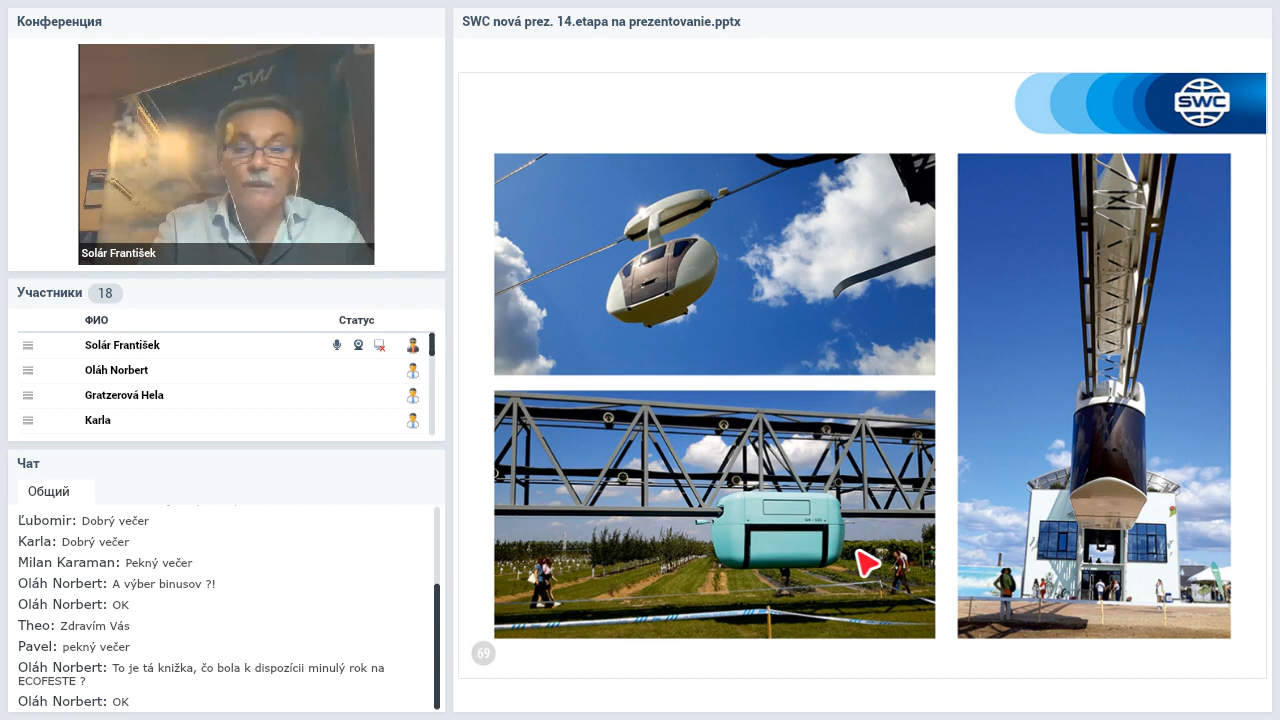 Конференция
SW
Solár František
Участники 18
ФИО Статус
Solár František
Oláh Norbert
Gratzerová Hela
Karla
Чат
Общий
Ľubomir: Dobrý večer
Karla: Dobrý večer
Milan Karaman: Pekný večer
Oláh Norbert: A výber binusov ?!
Oláh Norbert: OK
Theo: Zdravím Vás
Pavel: pekný večer
Oláh Norbert: To je tá knižka, čo bola k dispozícii minulý rok na
ECOFESTE ?
Oláh Norbert: OK
SWC nová prez. 14.etapa na prezentovanie.pptx
SWC
69